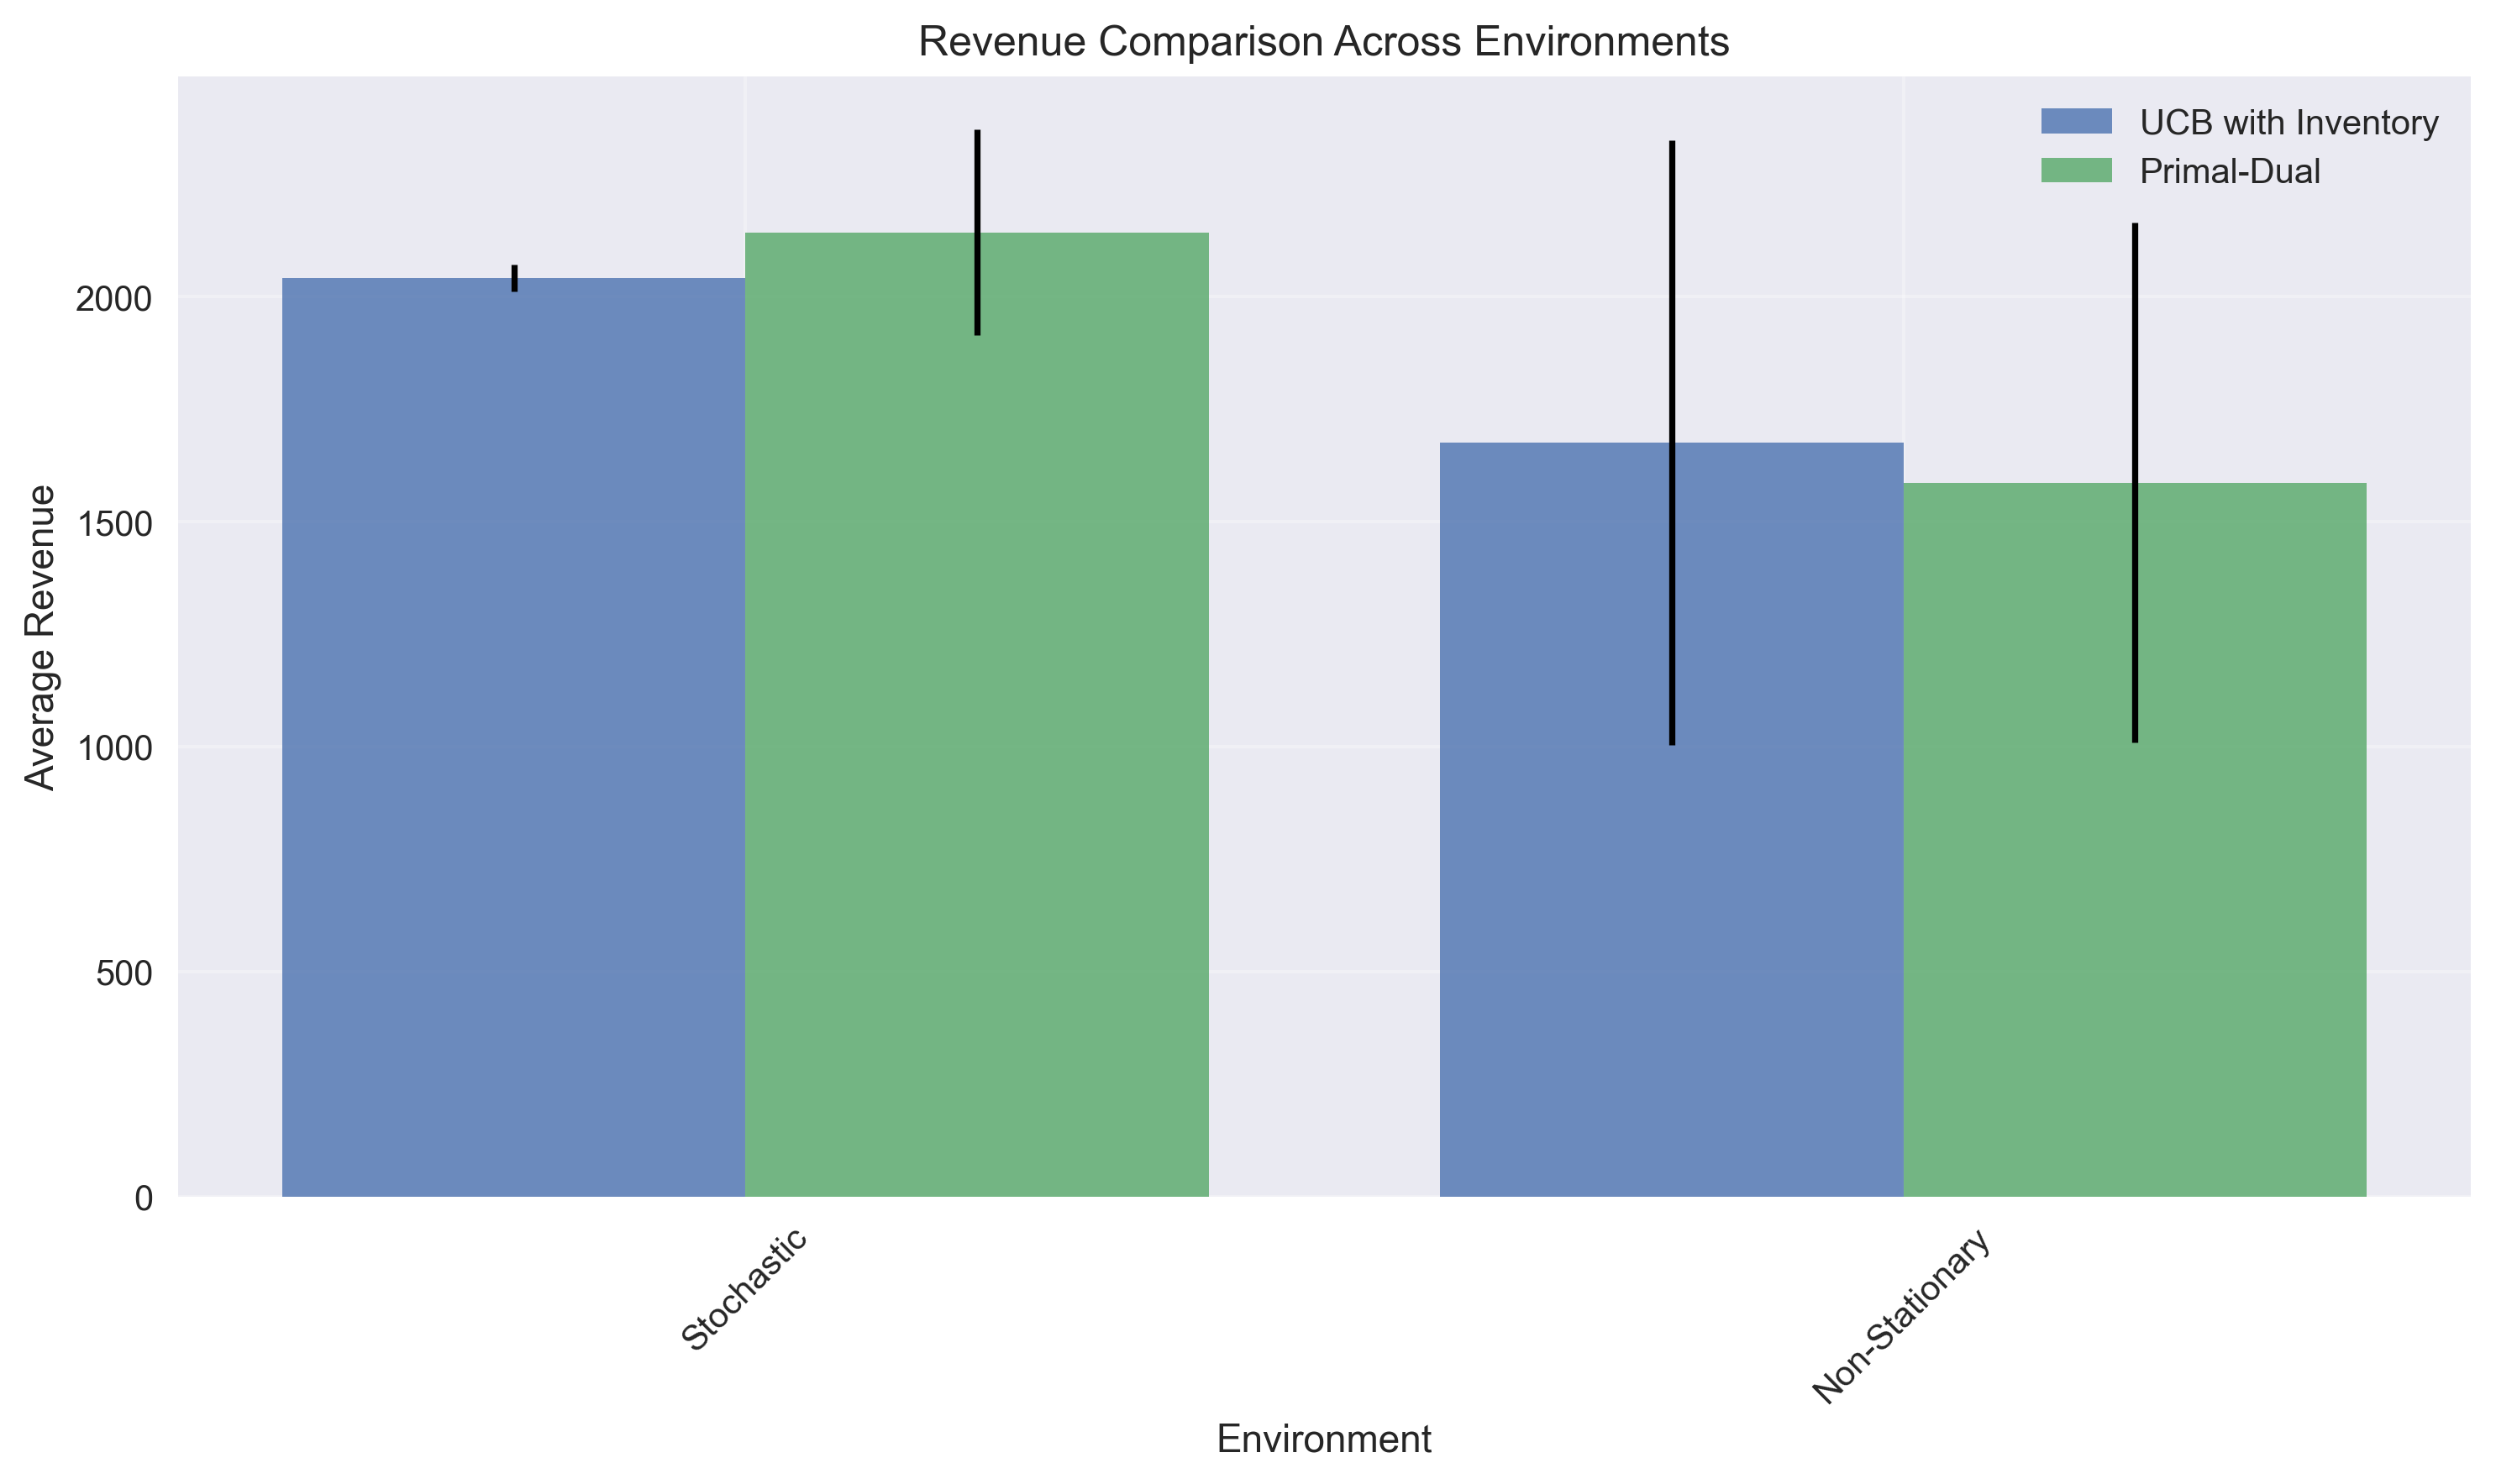 Revenue Comparison Across Environments
UCB with Inventory
Primal-Dual
Average Revenue
2000
1500
1000
500
0
Stochastic
Non-Stationary
Environment